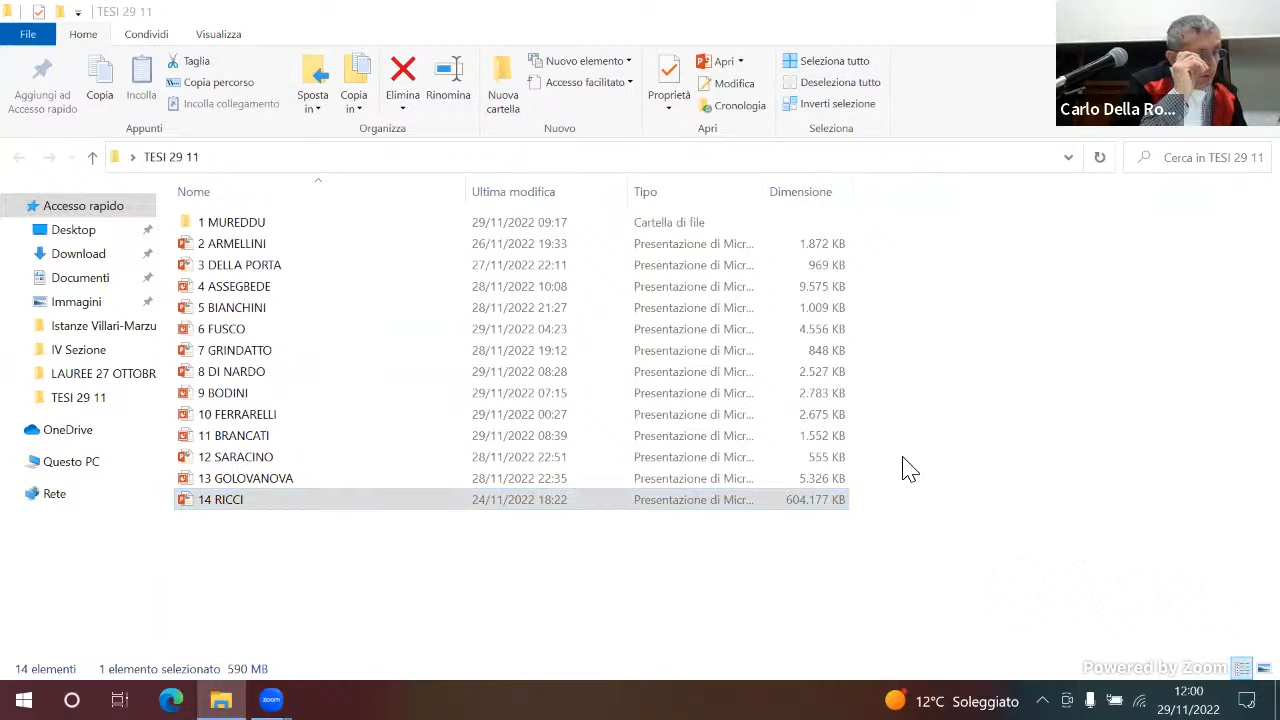 TESI 29 11
File Home Condividi Visualizza
Aggiungi ad Accesso rapido
Copia
Incolla
Taglia
Copia percorso
Incolla collegamento
Appunti
Sposta in
Copia in
Elimina
Rinomina
Organizza
Nuova cartella
Nuovo elemento
Accesso facilitato
Nuovo
Proprietà
Apri
Modifica
Cronologia
Apri
Seleziona tutto
Deseleziona tutto
Inverti selezione
Selezione
Carlo Della Ro...
TESI 29 11
Cerca in TESI 29 11
Accesso rapido
Desktop
Download
Documenti
Immagini
Istanze Villari-Marzu
IV Sezione
LAUREE 27 OTTOBR
TESI 29 11
OneDrive
Questo PC
Rete
Nome Ultima modifica Tipo Dimensione
1 MUREDDU 29/11/2022 09:17 Cartella di file
2 ARMELLINI 26/11/2022 19:33 Presentazione di Micr... 1.872 KB
3 DELLA PORTA 27/11/2022 22:11 Presentazione di Micr... 969 KB
4 ASSEGBEDE 28/11/2022 10:08 Presentazione di Micr... 9.575 KB
5 BIANCHINI 28/11/2022 21:27 Presentazione di Micr... 1.009 KB
6 FUSCO 29/11/2022 04:23 Presentazione di Micr... 4.556 KB
7 GRINDATTO 28/11/2022 19:12 Presentazione di Micr... 848 KB
8 DI NARDO 29/11/2022 08:28 Presentazione di Micr... 2.527 KB
9 BODINI 29/11/2022 07:15 Presentazione di Micr... 2.783 KB
10 FERRARELLI 29/11/2022 00:27 Presentazione di Micr... 2.675 KB
11 BRANCATI 29/11/2022 08:39 Presentazione di Micr... 1.552 KB
12 SARACINO 28/11/2022 22:51 Presentazione di Micr... 555 KB
13 GOLOVANOVA 28/11/2022 22:35 Presentazione di Micr... 5.326 KB
14 RICCI 24/11/2022 18:22 Presentazione di Micr... 604.177 KB
14 elementi 1 elemento selezionato 590 MB
Powered by Zoom
zoom
12°C Soleggiato
12:00
29/11/2022